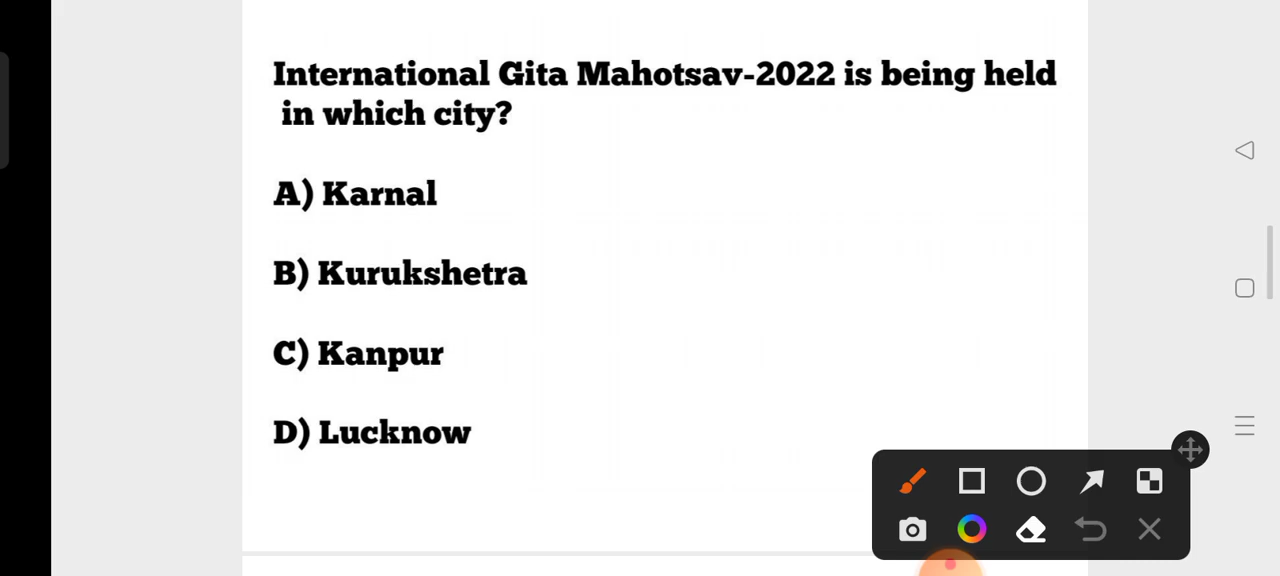 International Gita Mahotsav-2022 is being held
in which city?
A) Karnal
B) Kurukshetra
C) Kanpur
D) Lucknow